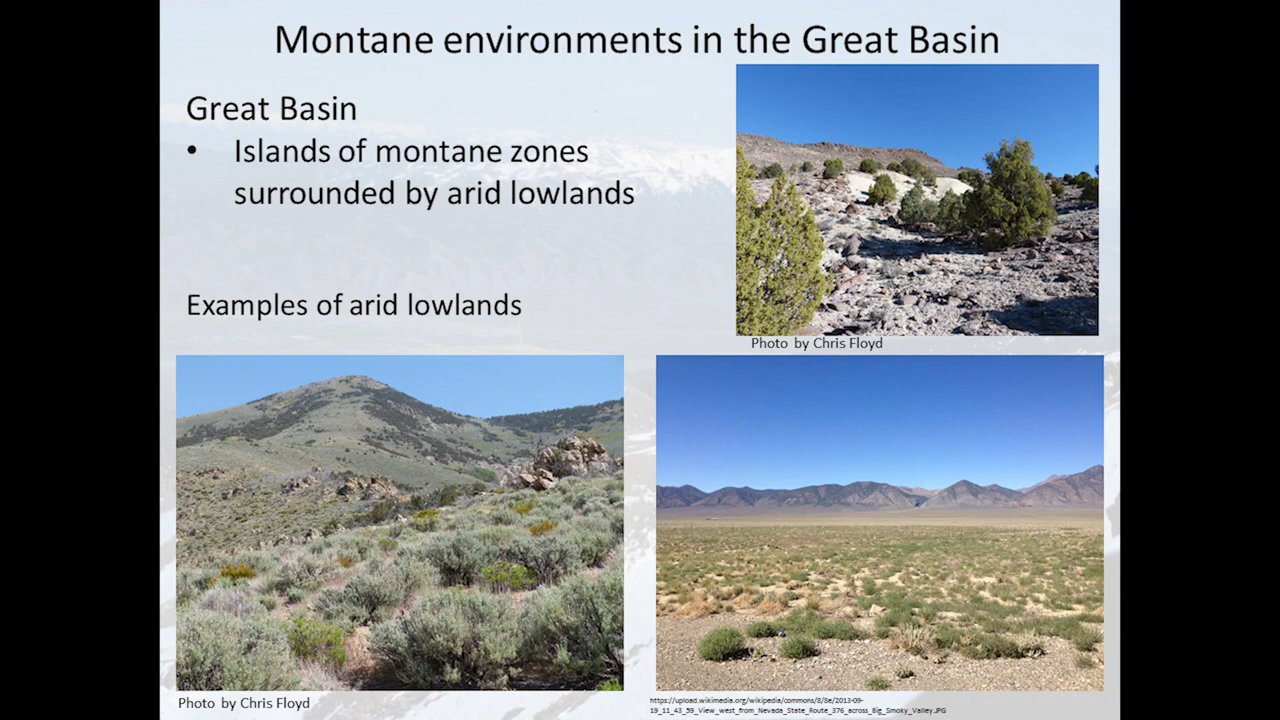 Montane environments in the Great Basin
Great Basin
• Islands of montane zones
surrounded by arid lowlands
Photo by Chris Floyd
Examples of arid lowlands
Photo by Chris Floyd
https://upload.wikimedia.org/wikipedia/commons/8/8e/2013-09-
19_11_43_59_View_west_from_Nevada_State_Route_376_across_Big_Smoky_Valley.JPG